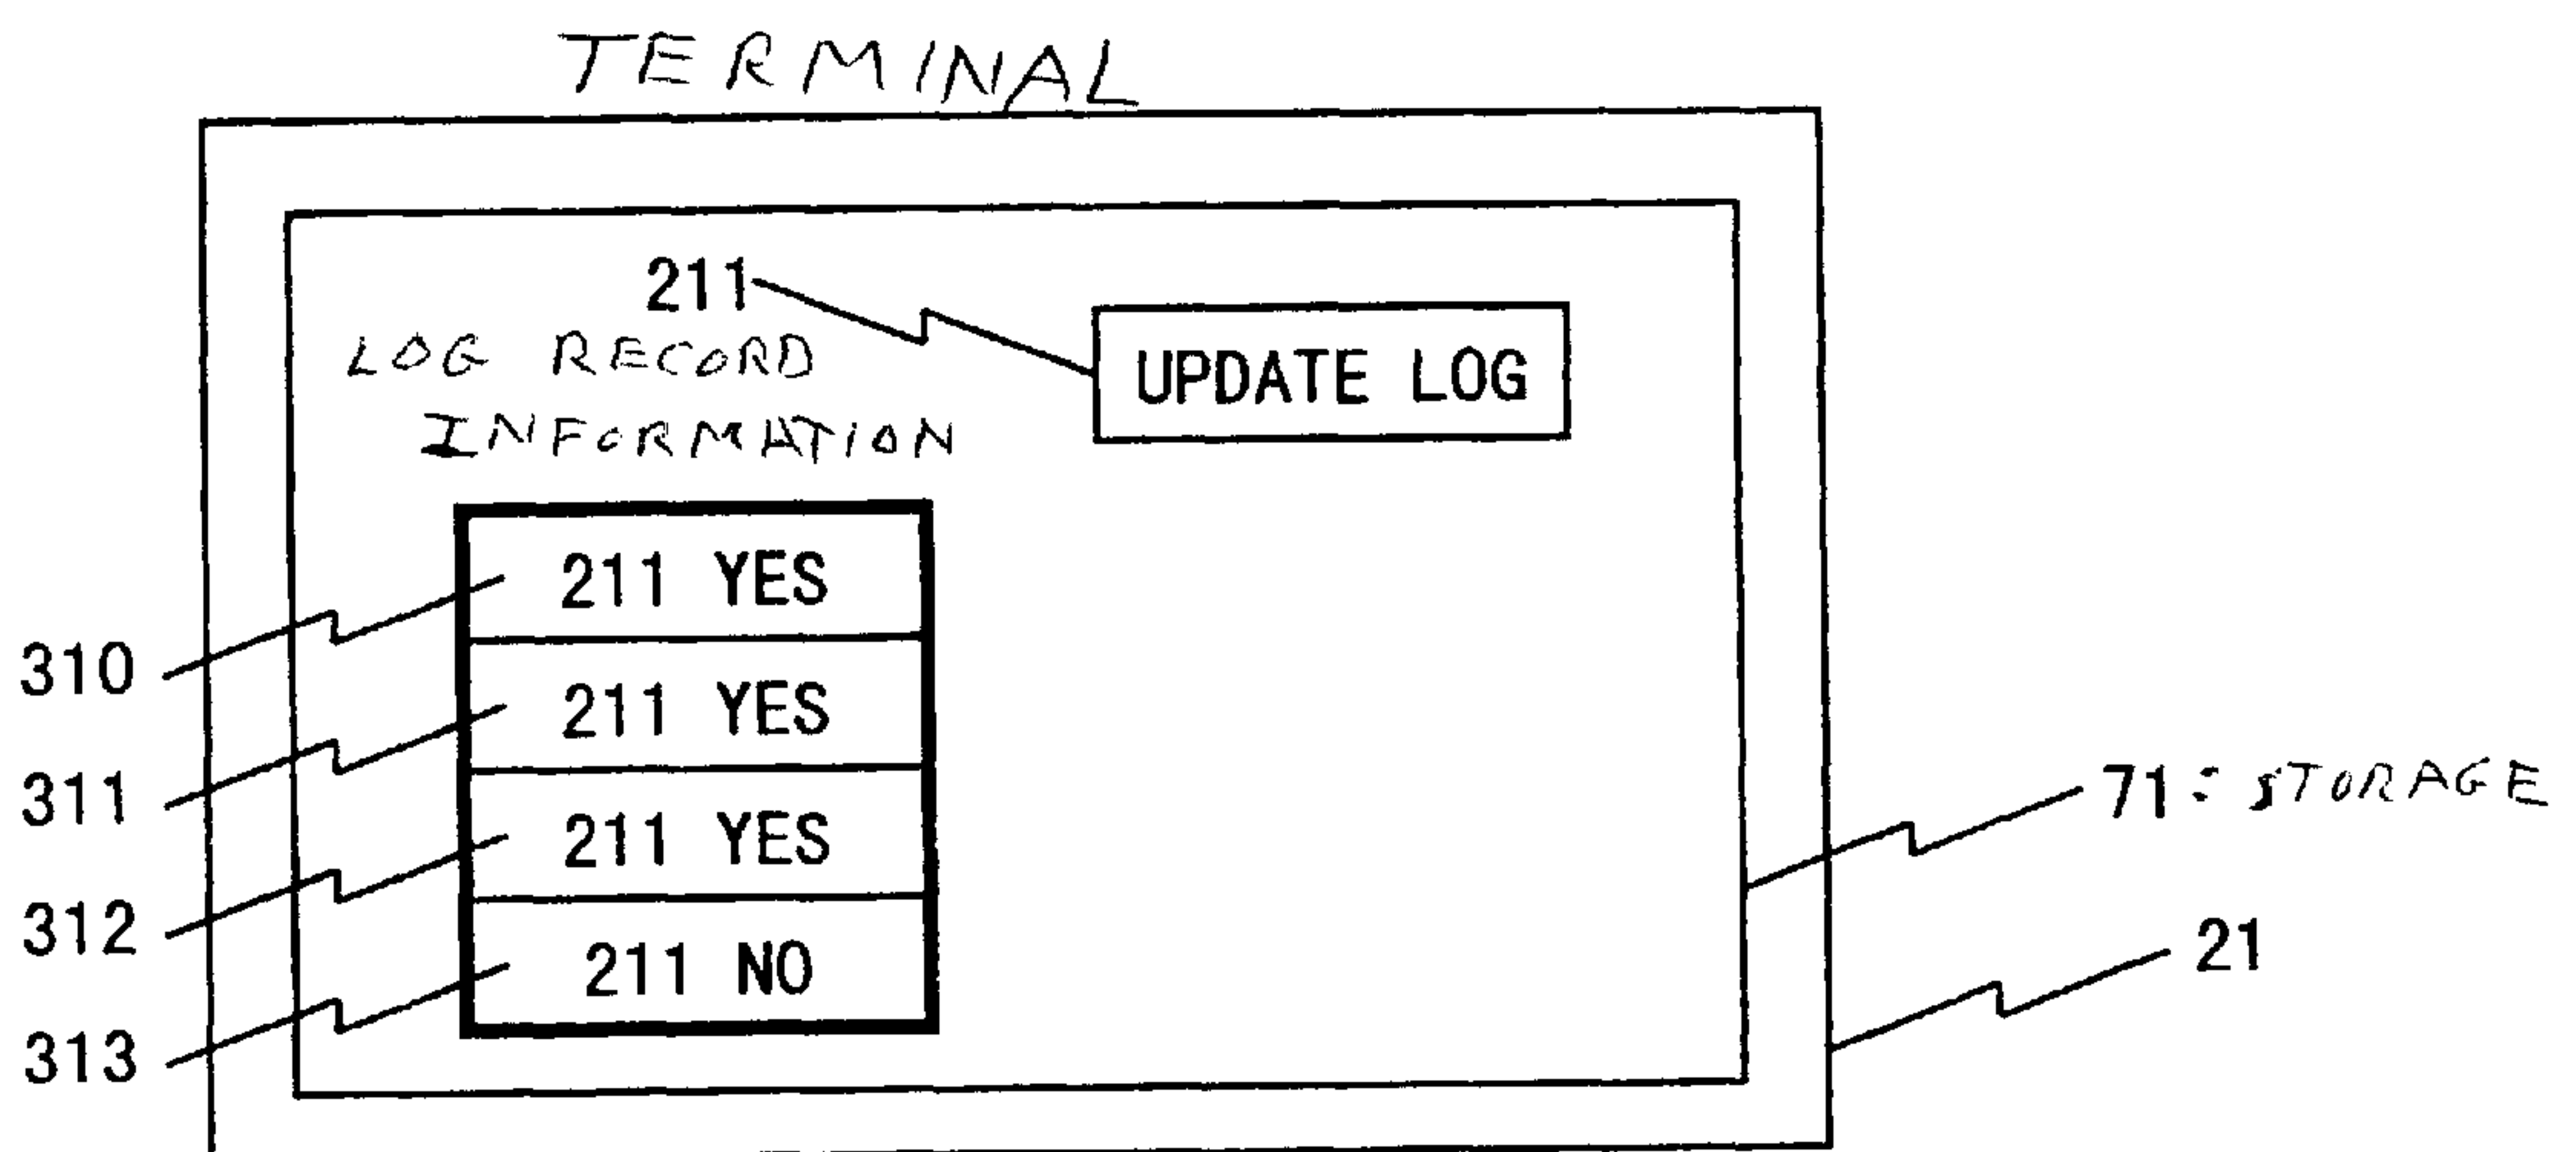 TERMINAL
211
UPDATE LOG
LOG RECORD
INFORMATION
211 YES
310
211 YES
311
71: STORAGE
211 YES
312
21
211 NO
313